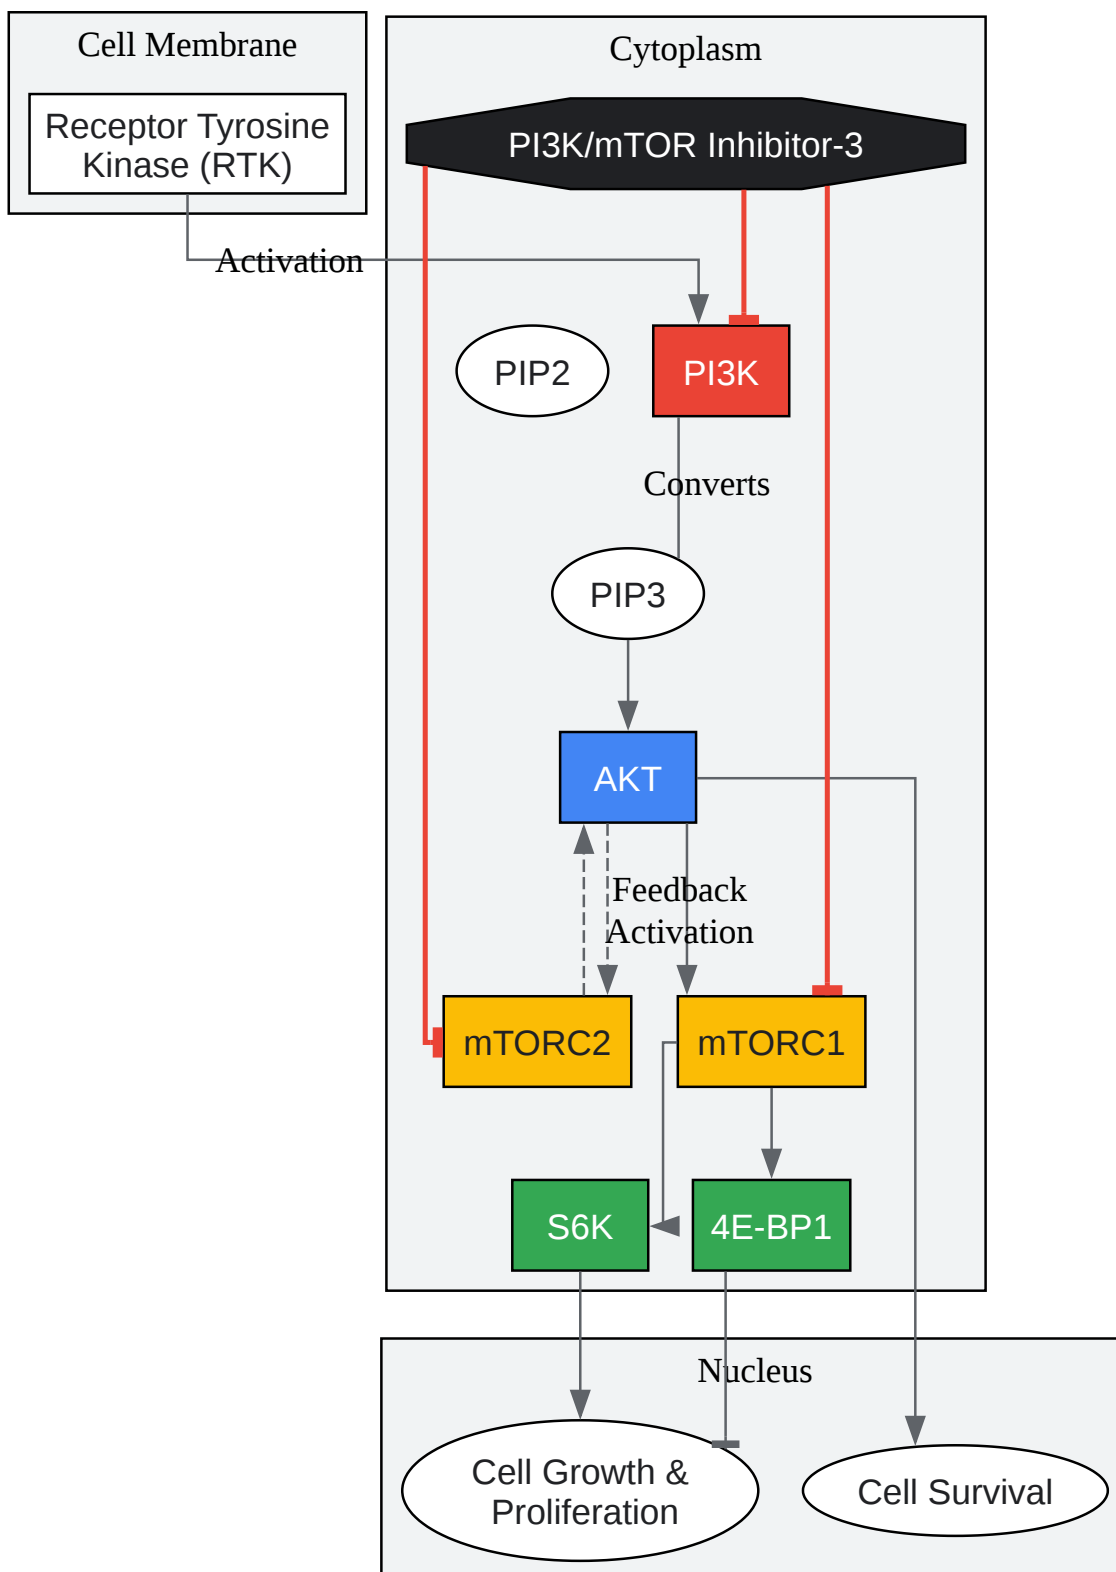 Cell Membrane
Receptor Tyrosine
Kinase (RTK)
Cytoplasm
PI3K/mTOR Inhibitor-3
Activation
PIP2
PI3K
Converts
PIP3
AKT
Feedback
Activation
mTORC2
mTORC1
S6K
4E-BP1
Nucleus
Cell Growth &
Proliferation
Cell Survival